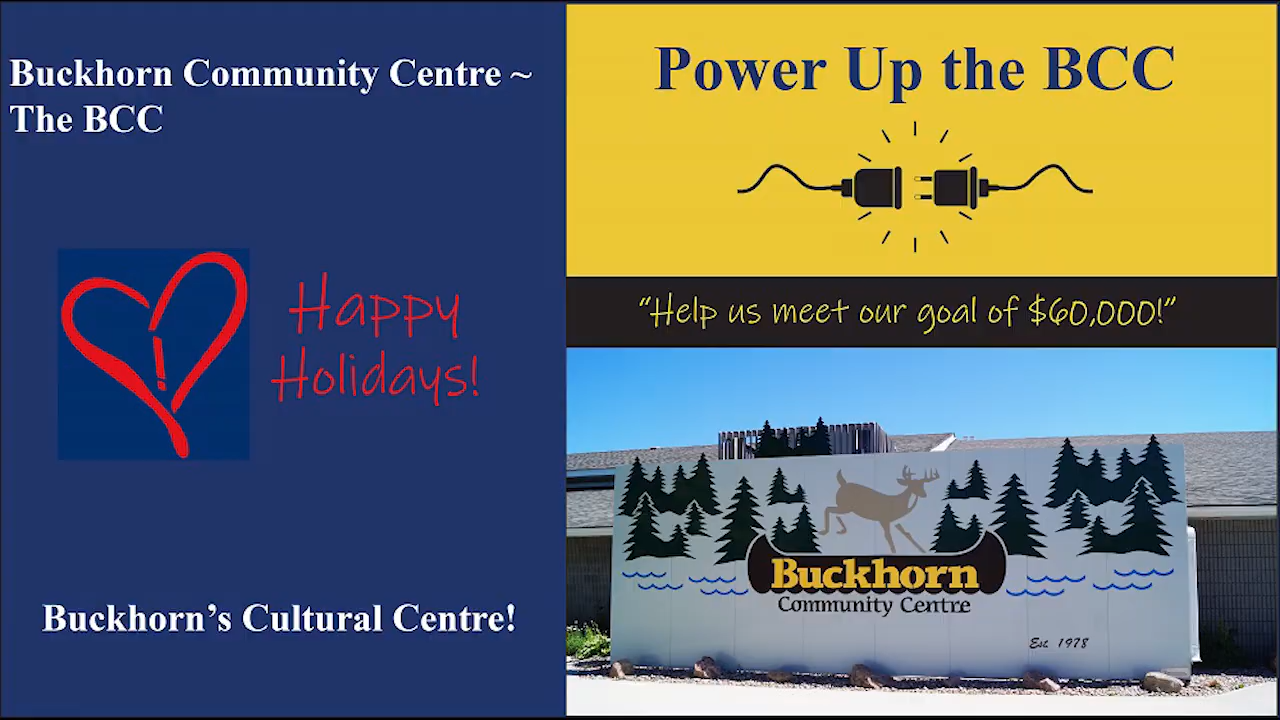 Buckhorn Community Centre ~
The BCC
Happy
Holidays!
Buckhorn’s Cultural Centre!
Power Up the BCC
“Help us meet our goal of $60,000!”
Buckhorn
Community Centre
Est. 1978